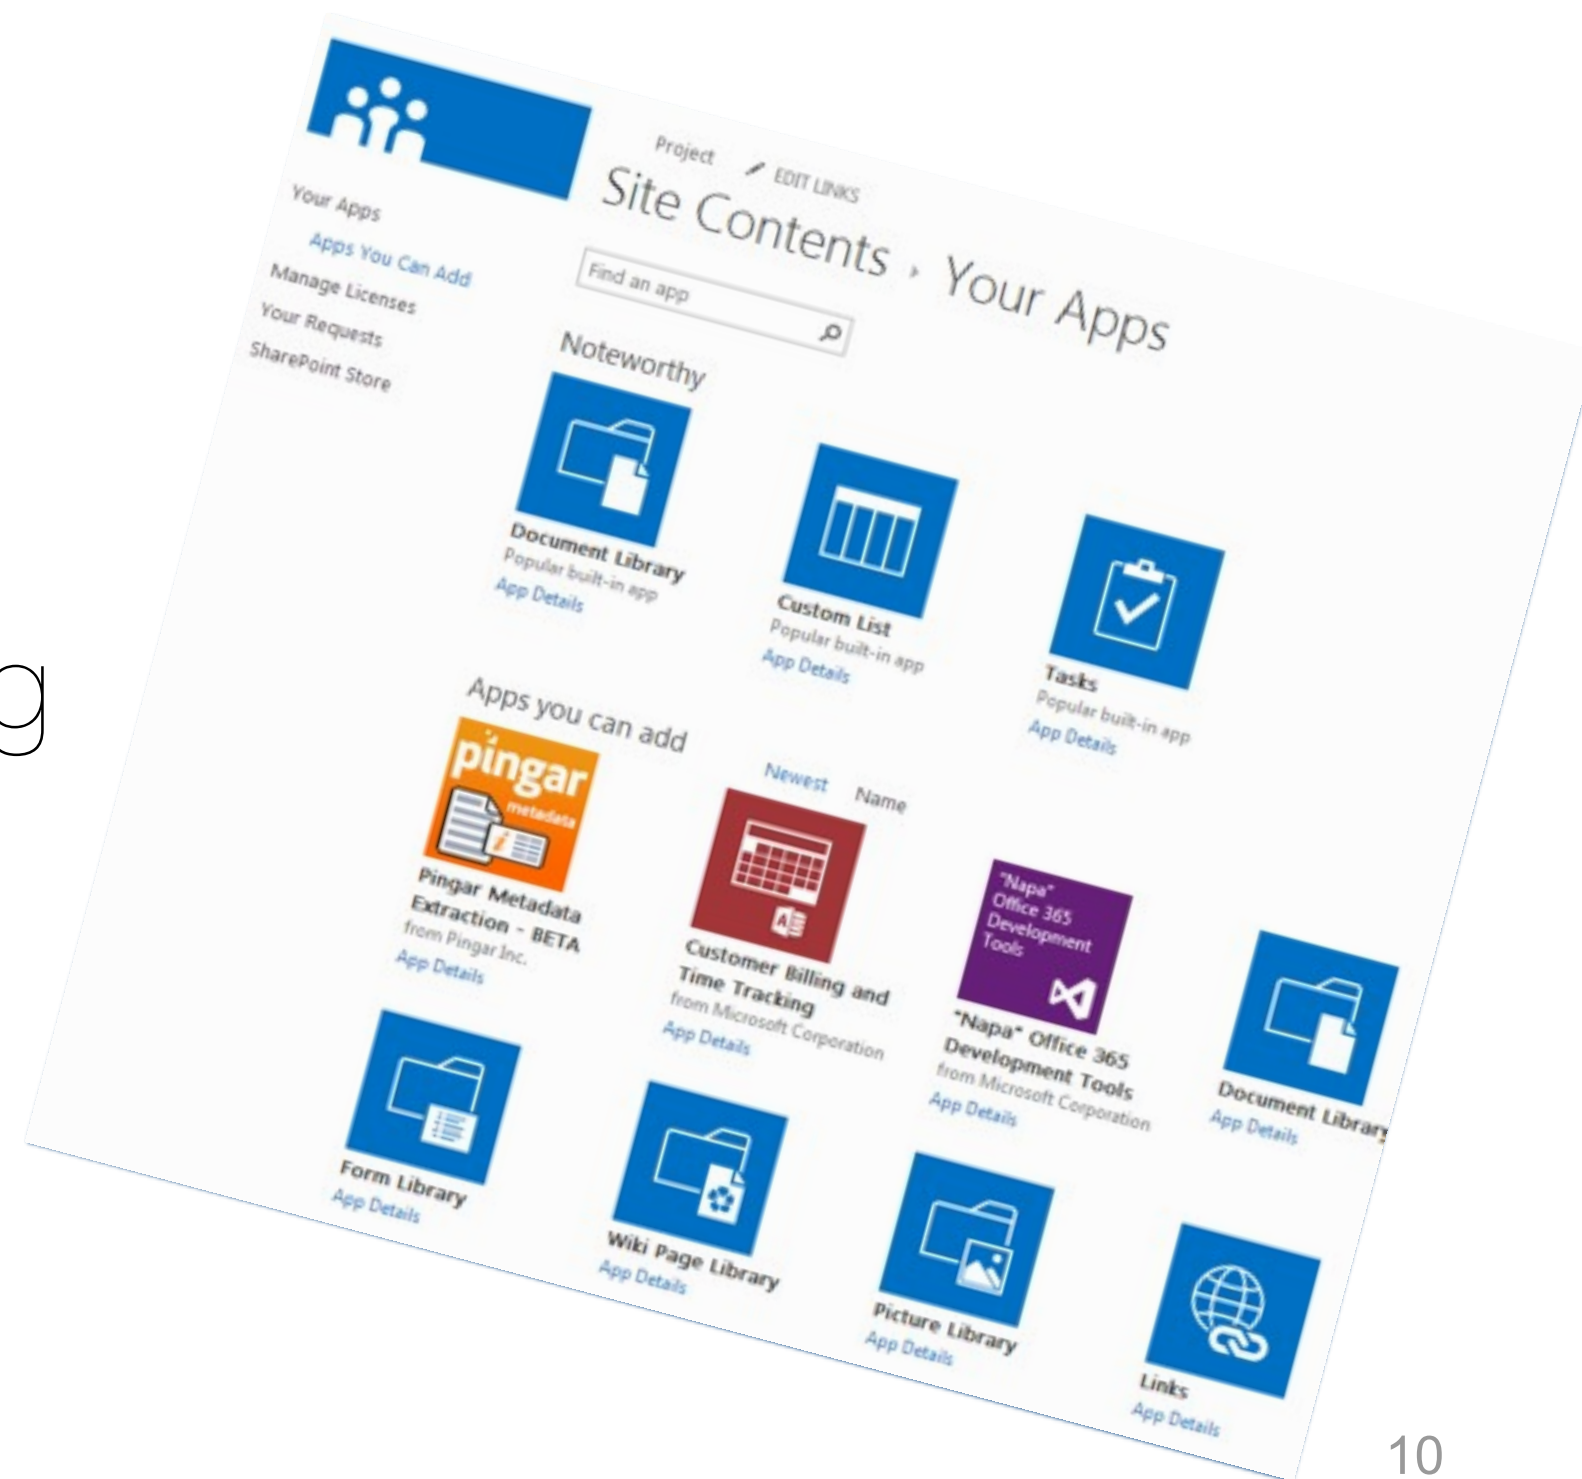 g
Project
EDIT LINKS
Site Contents › Your Apps
Your Apps
Apps You Can Add
Manage Licenses
Your Requests
SharePoint Store
Find an app
Noteworthy
Document Library
Popular built-in app
App Details
Custom List
Popular built-in app
App Details
Tasks
Popular built-in app
App Details
Apps you can add
Newest
Name
pingar
metadata
Pingar Metadata
Extraction - BETA
from Pingar Inc.
App Details
Customer Billing and
Time Tracking
from Microsoft Corporation
App Details
"Napa"
Office 365
Development
Tools
"Napa" Office 365
Development Tools
from Microsoft Corporation
App Details
Document Library
App Details
Form Library
App Details
Wiki Page Library
App Details
Picture Library
App Details
Links
App Details
10